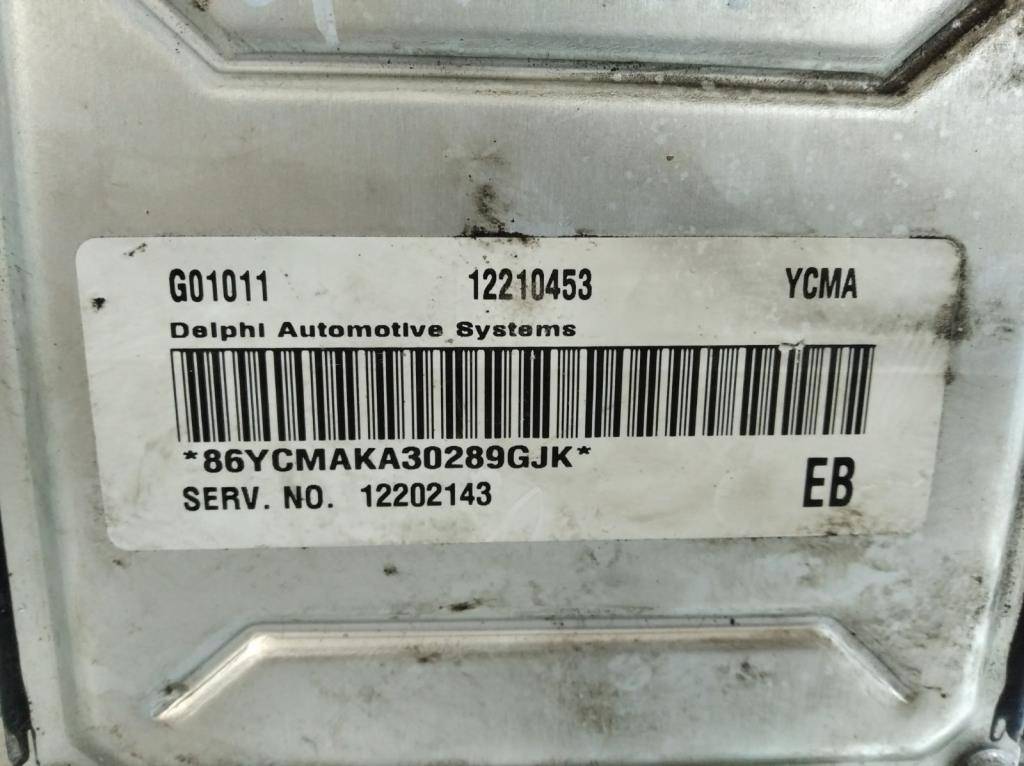 G01011 12210453 YCMA
Delphi Automotive Systems
*86YCMAKA30289GJK*
SERV. NO. 12202143 EB